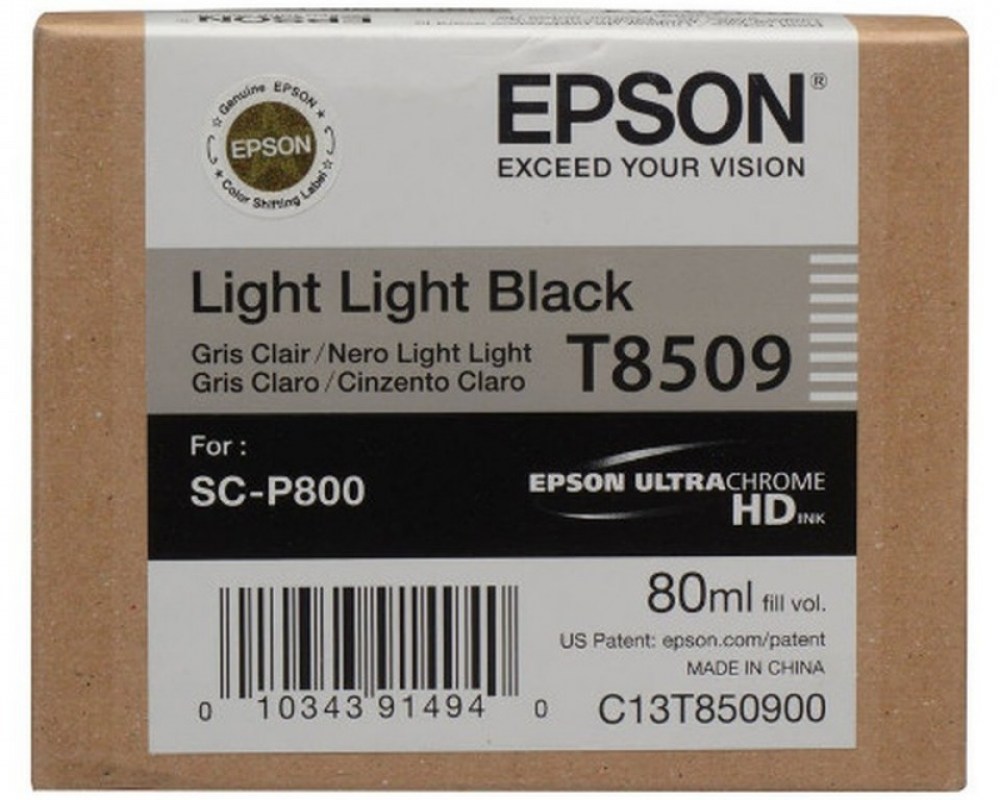 EPSON
Genuine EPSON
EPSON
Color Shifting Label
EPSON®
EXCEED YOUR VISION
Light Light Black
Gris Clair / Nero Light Light
Gris Claro / Cinzento Claro
T8509
For :
SC-P800
EPSON ULTRACHROME
HD INK
80ml fill vol.
US Patent: epson.com/patent
MADE IN CHINA
C13T850900
0 10343 91494 0